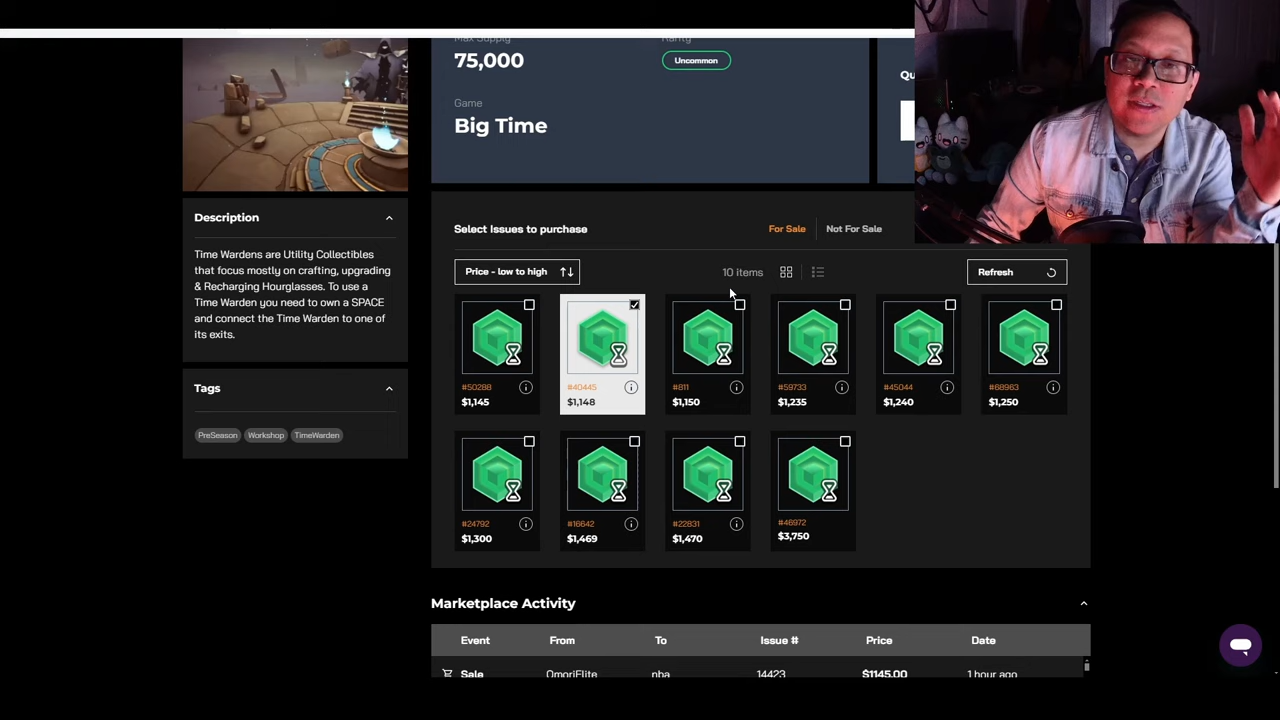 Max Supply
Rarity
75,000
Uncommon
Qu
Game
Big Time
Description
Time Wardens are Utility Collectibles
that focus mostly on crafting, upgrading
& Recharging Hourglasses. To use a
Time Warden you need to own a SPACE
and connect the Time Warden to one of
its exits.
Tags
PreSeason Workshop TimeWarden
Select Issues to purchase
For Sale Not For Sale
Price - low to high
10 items
Refresh
#50288 #40445 #811 #59733 #45044 #68963
$1,145 $1,148 $1,150 $1,235 $1,240 $1,250
#24792 #16642 #22831 #46972
$1,300 $1,469 $1,470 $3,750
Marketplace Activity
Event From To Issue # Price Date
Sale OmoriElite nba 14423 $1145.00 1 hour ago